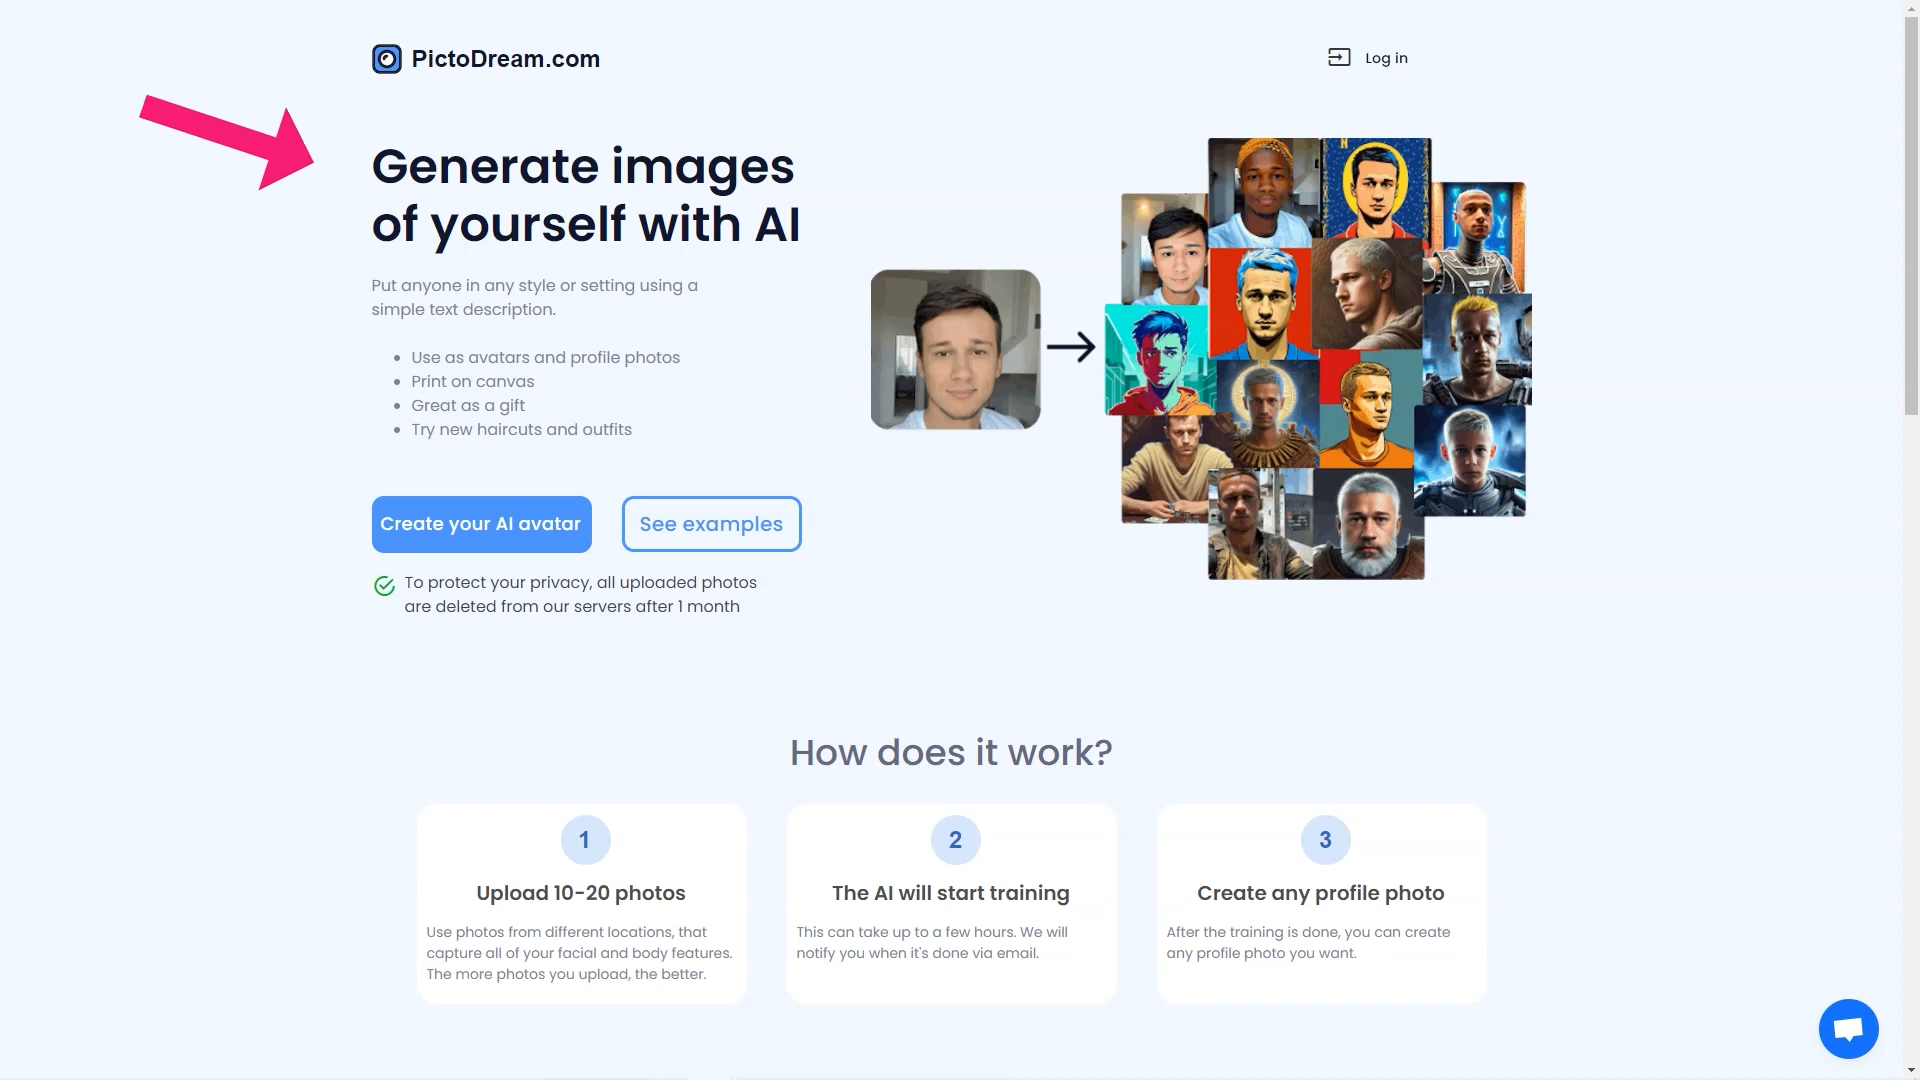 PictoDream.com
Log in
Generate images
of yourself with AI
Put anyone in any style or setting using a
simple text description.
Use as avatars and profile photos
Print on canvas
Great as a gift
Try new haircuts and outfits
Create your AI avatar
See examples
To protect your privacy, all uploaded photos
are deleted from our servers after 1 month
How does it work?
1
Upload 10-20 photos
Use photos from different locations, that
capture all of your facial and body features.
The more photos you upload, the better.
2
The AI will start training
This can take up to a few hours. We will
notify you when it's done via email.
3
Create any profile photo
After the training is done, you can create
any profile photo you want.